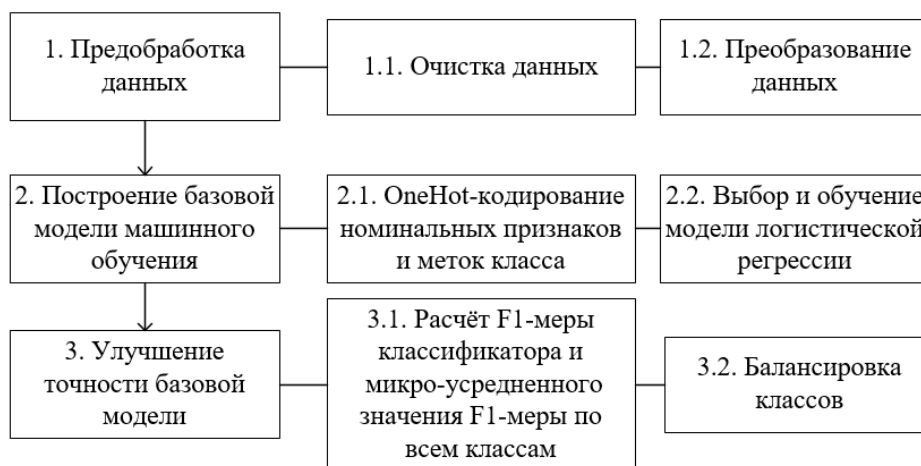 1. Предобработка
данных
1.1. Очистка данных
1.2. Преобразование
данных
2. Построение базовой
модели машинного
обучения
2.1. OneHot-кодирование
номинальных признаков
и меток класса
2.2. Выбор и обучение
модели логистической
регрессии
3. Улучшение
точности базовой
модели
3.1. Расчёт F1-меры
классификатора и
микро-усредненного
значения F1-меры по
всем классам
3.2. Балансировка
классов